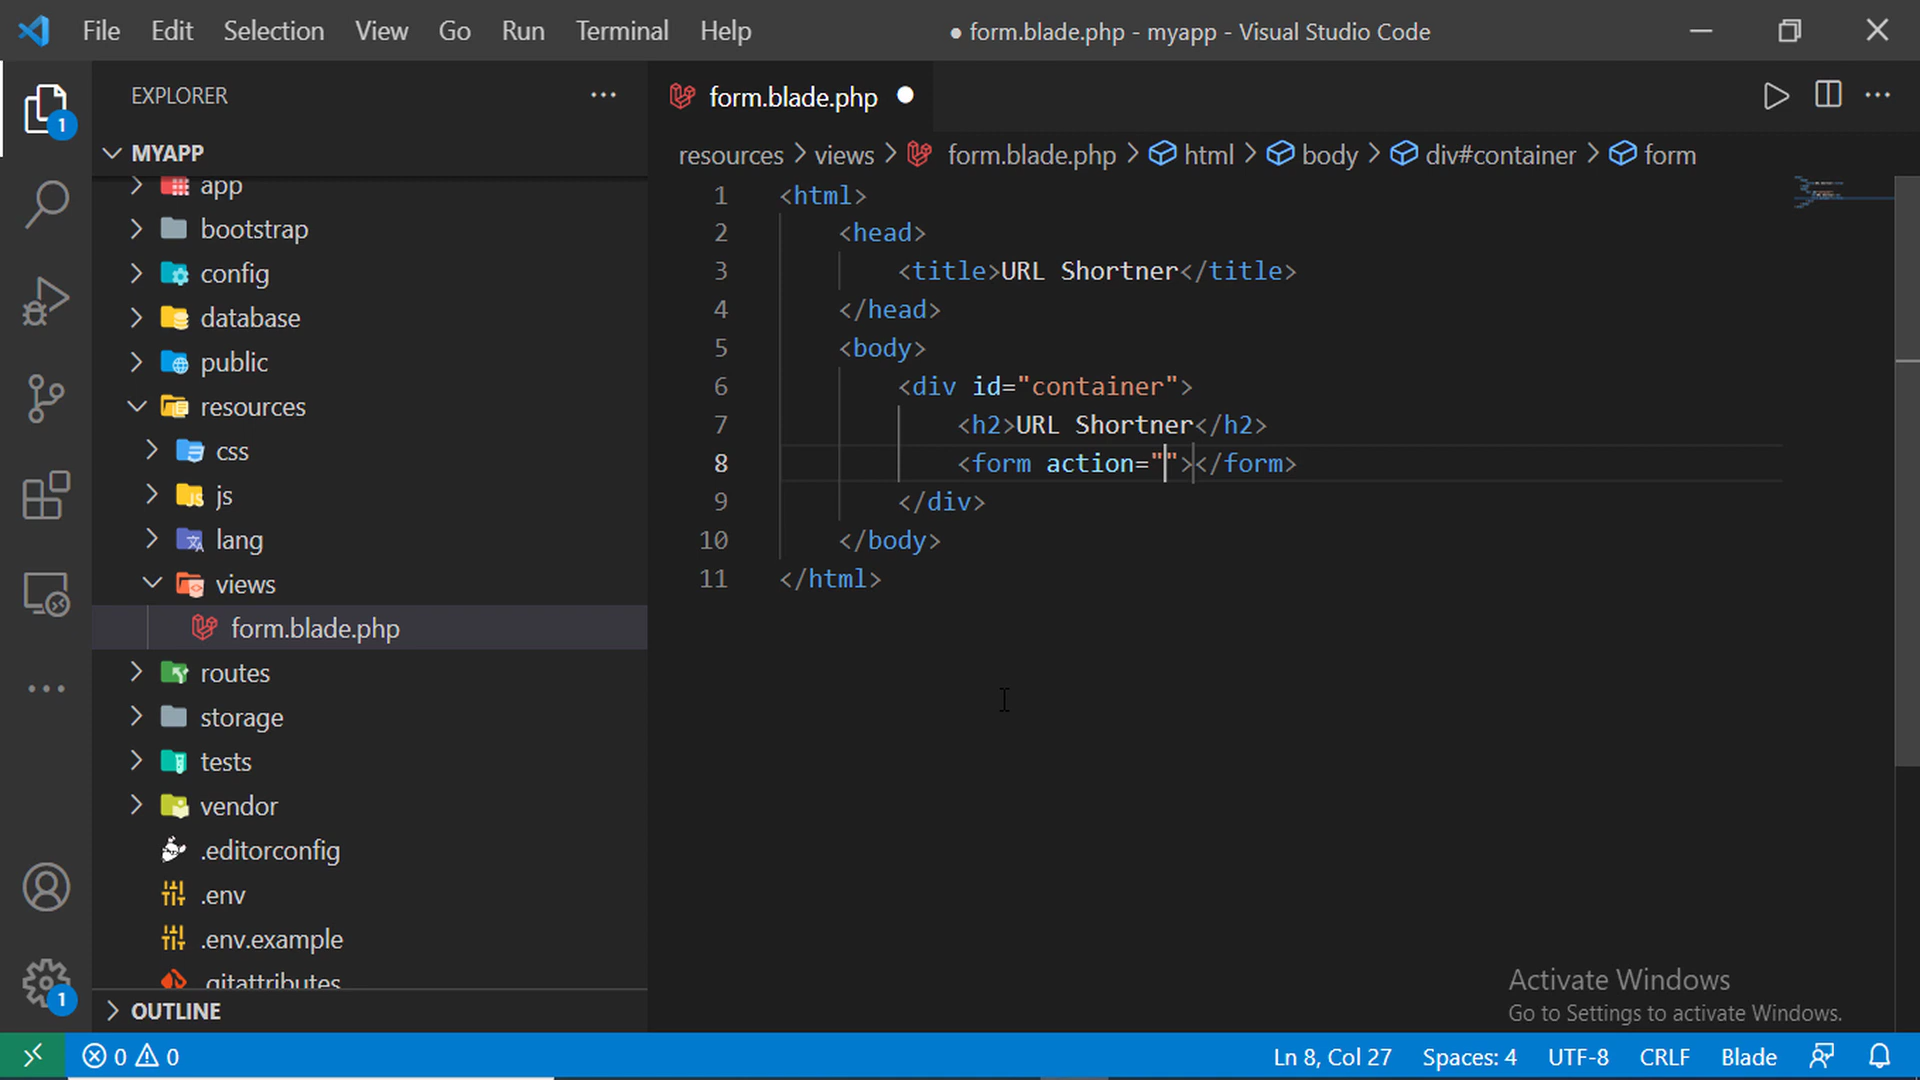 File Edit Selection View Go Run Terminal Help
● form.blade.php - myapp - Visual Studio Code
EXPLORER
form.blade.php
MYAPP
resources > views > form.blade.php > html > body > div#container > form
app
bootstrap
config
database
public
resources
css
js
lang
views
form.blade.php
routes
storage
tests
vendor
.editorconfig
.env
.env.example
.gitattributes
OUTLINE
1 <html>
2 <head>
3 <title>URL Shortner</title>
4 </head>
5 <body>
6 <div id="container">
7 <h2>URL Shortner</h2>
8 <form action=""></form>
9 </div>
10 </body>
11 </html>
Activate Windows
Go to Settings to activate Windows.
1
1
0 0
Ln 8, Col 27 Spaces: 4 UTF-8 CRLF Blade